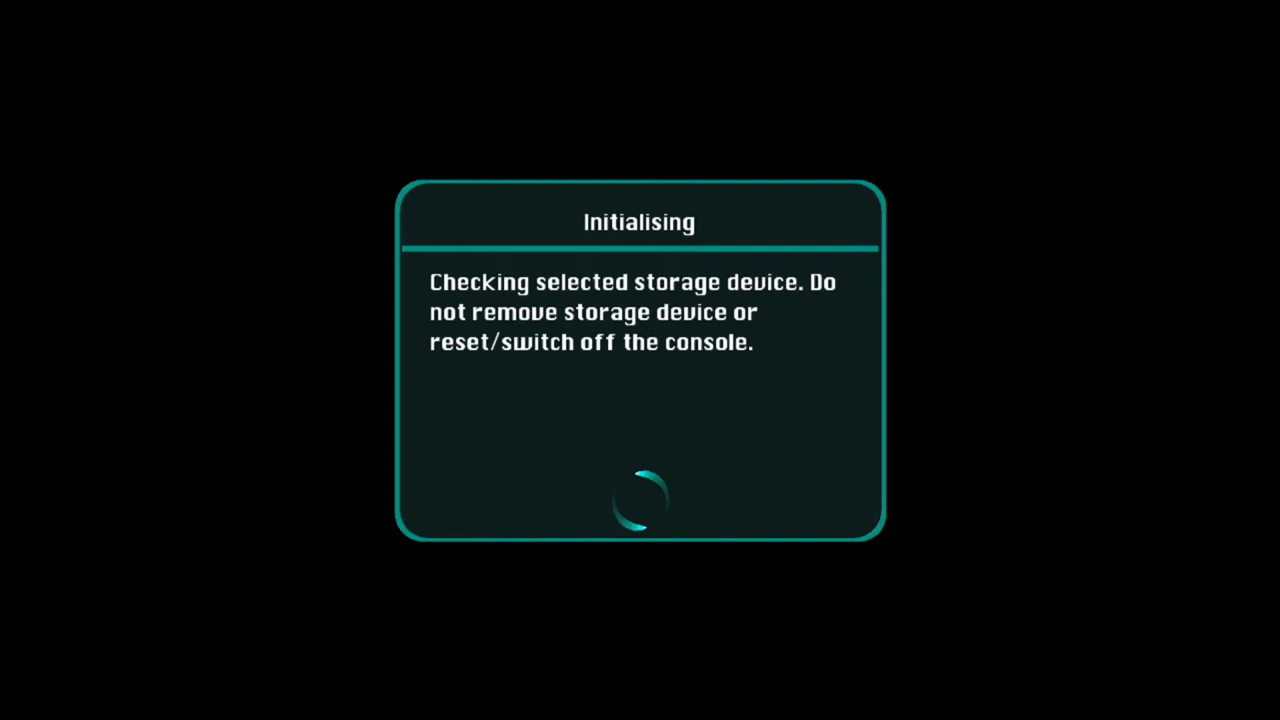 Initialising
Checking selected storage device. Do
not remove storage device or
reset/switch off the console.